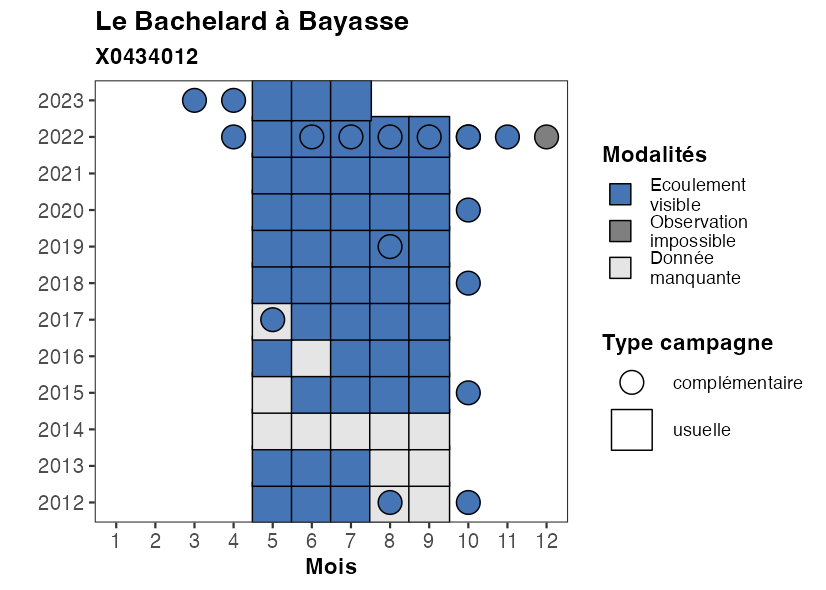 Le Bachelard à Bayasse
X0434012
2023
2022
2021
2020
2019
2018
2017
2016
2015
2014
2013
2012
1 2 3 4 5 6 7 8 9 10 11 12
Mois
Modalités
Ecoulement
visible
Observation
impossible
Donnée
manquante
Type campagne
complémentaire
usuelle